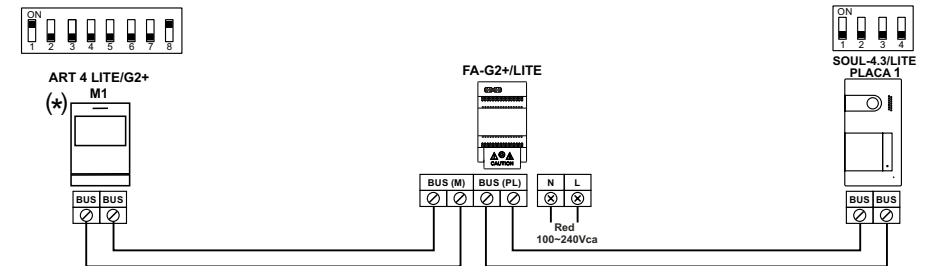 ON
1 2 3 4 5 6 7 8
ART 4 LITE/G2+
M1
(*)
BUS BUS
FA-G2+/LITE
CAUTION
BUS (M) BUS (PL) N L
Red
100~240Vca
ON
1 2 3 4
SOUL-4.3/LITE
PLACA 1
BUS BUS